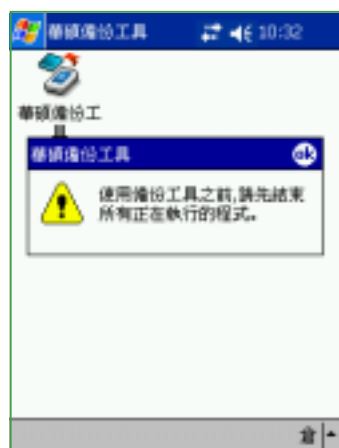 華碩備份工具 10:32
華碩備份工
具
華碩備份工具 ok
使用備份工具之前,請先結束
所有正在執行的程式。
倉